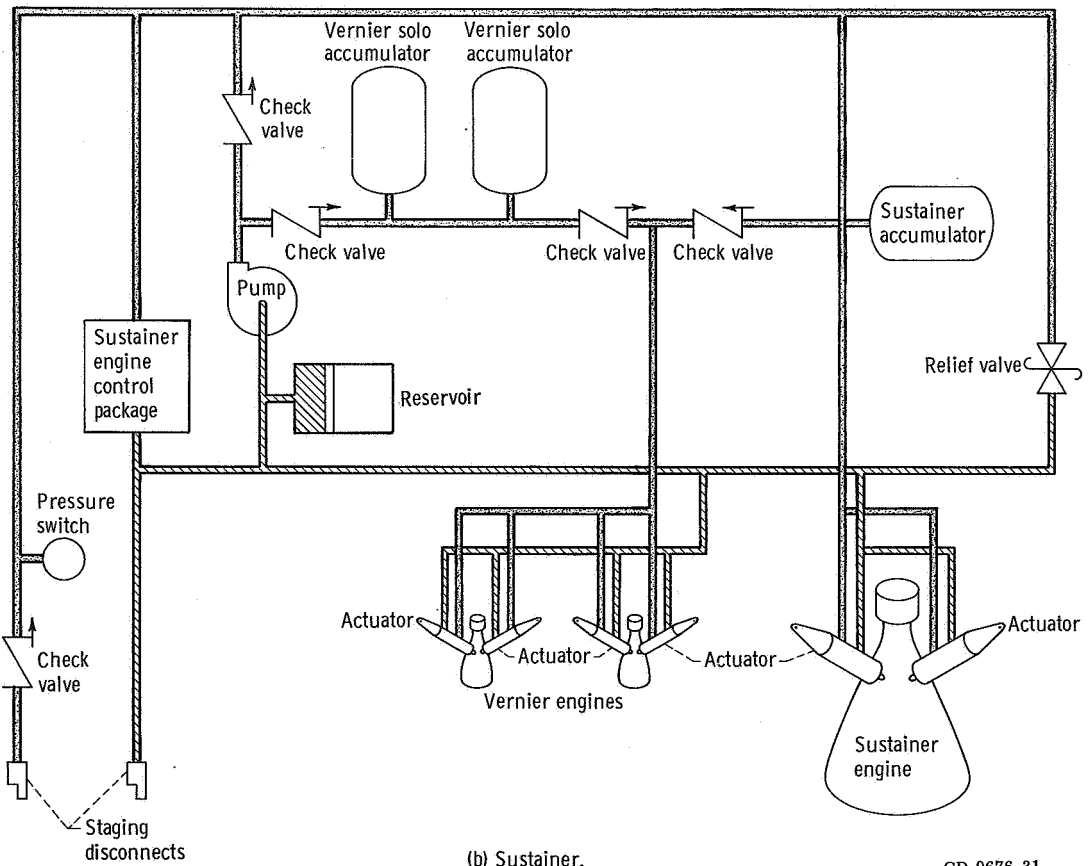 Vernier solo
accumulator
Vernier solo
accumulator
Check
valve
Check valve
Check valve
Check valve
Sustainer
accumulator
Pump
Sustainer
engine
control
package
Reservoir
Relief valve
Pressure
switch
Check
valve
Actuator
Actuator
Actuator
Actuator
Vernier engines
Sustainer
engine
Staging
disconnects
(b) Sustainer.
CD-9676-31